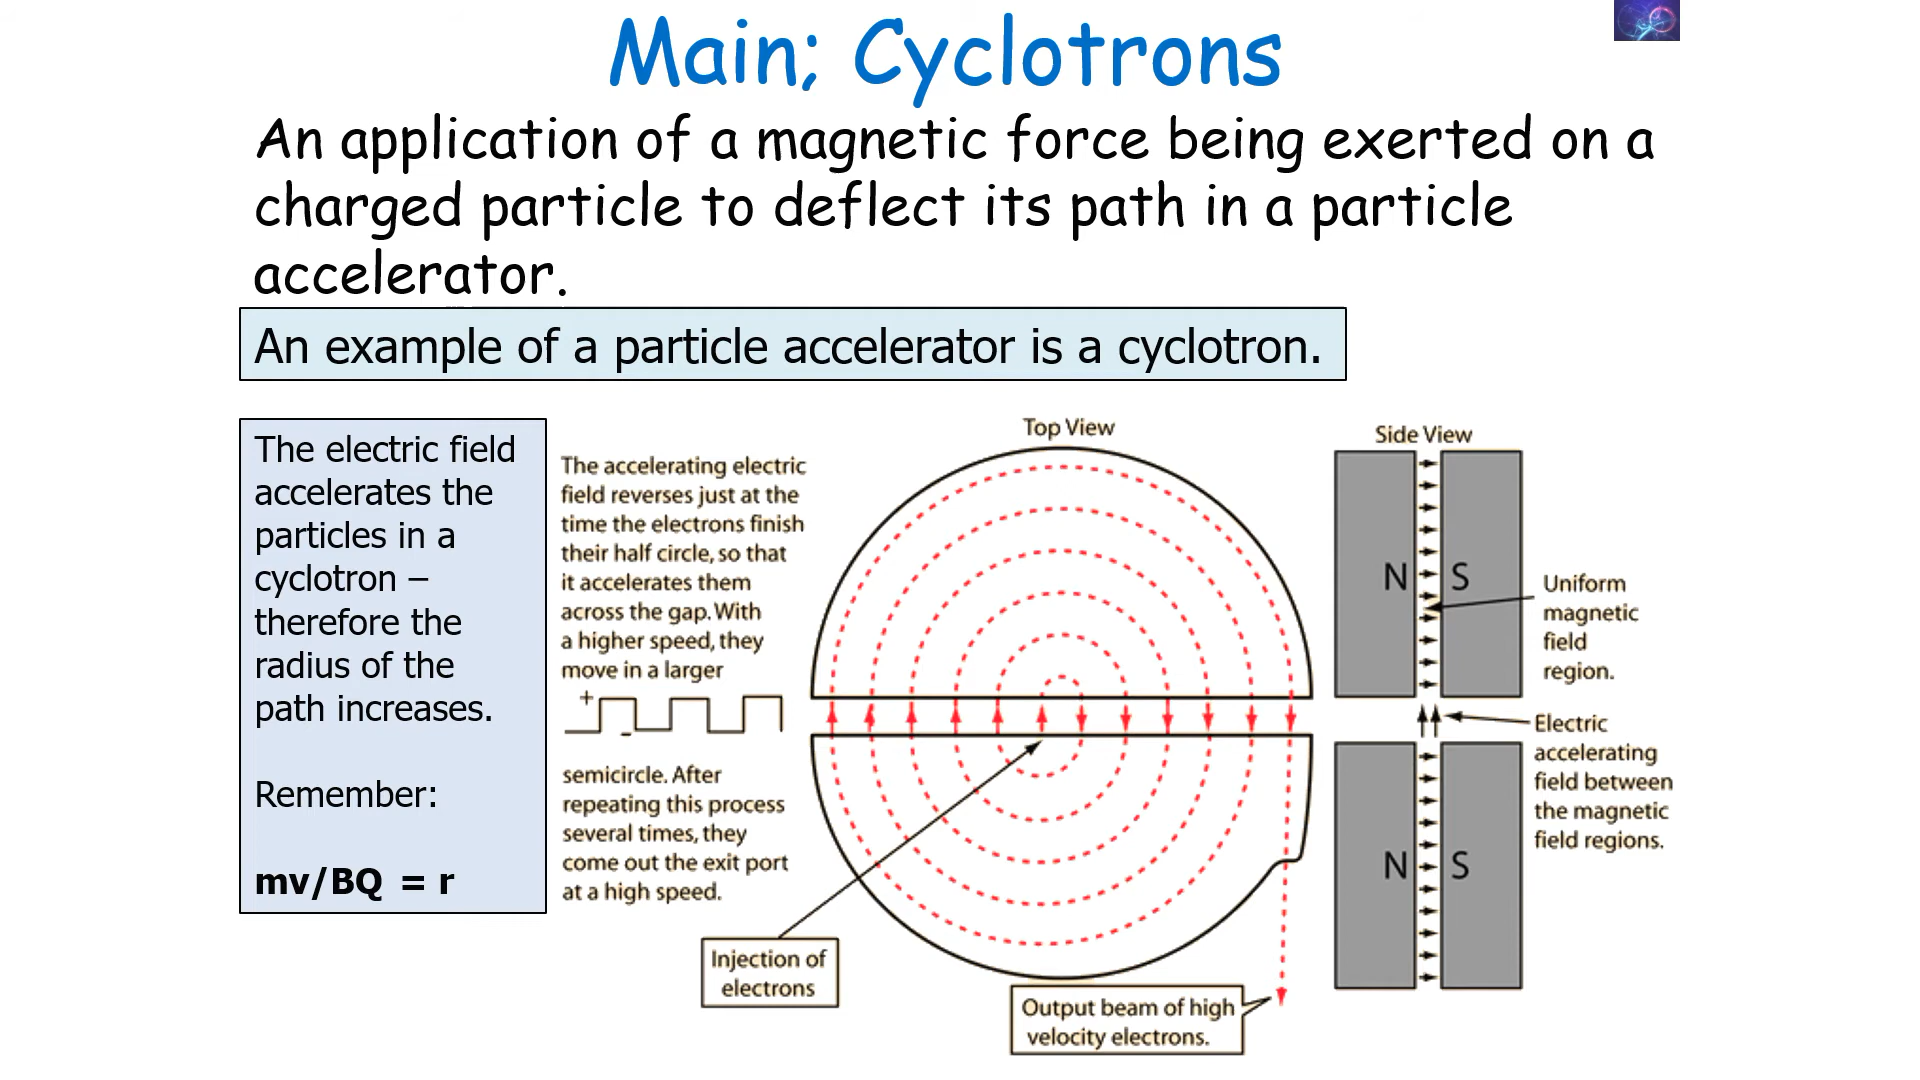 Main; Cyclotrons
An application of a magnetic force being exerted on a
charged particle to deflect its path in a particle
accelerator.
An example of a particle accelerator is a cyclotron.
The electric field
accelerates the
particles in a
cyclotron –
therefore the
radius of the
path increases.
Remember:
mv/BQ = r
The accelerating electric
field reverses just at the
time the electrons finish
their half circle, so that
it accelerates them
across the gap. With
a higher speed, they
move in a larger
+
-
semicircle. After
repeating this process
several times, they
come out the exit port
at a high speed.
Injection of
electrons
Top View
Output beam of high
velocity electrons.
Side View
N S
Uniform
magnetic
field
region.
Electric
accelerating
field between
the magnetic
field regions.
N S